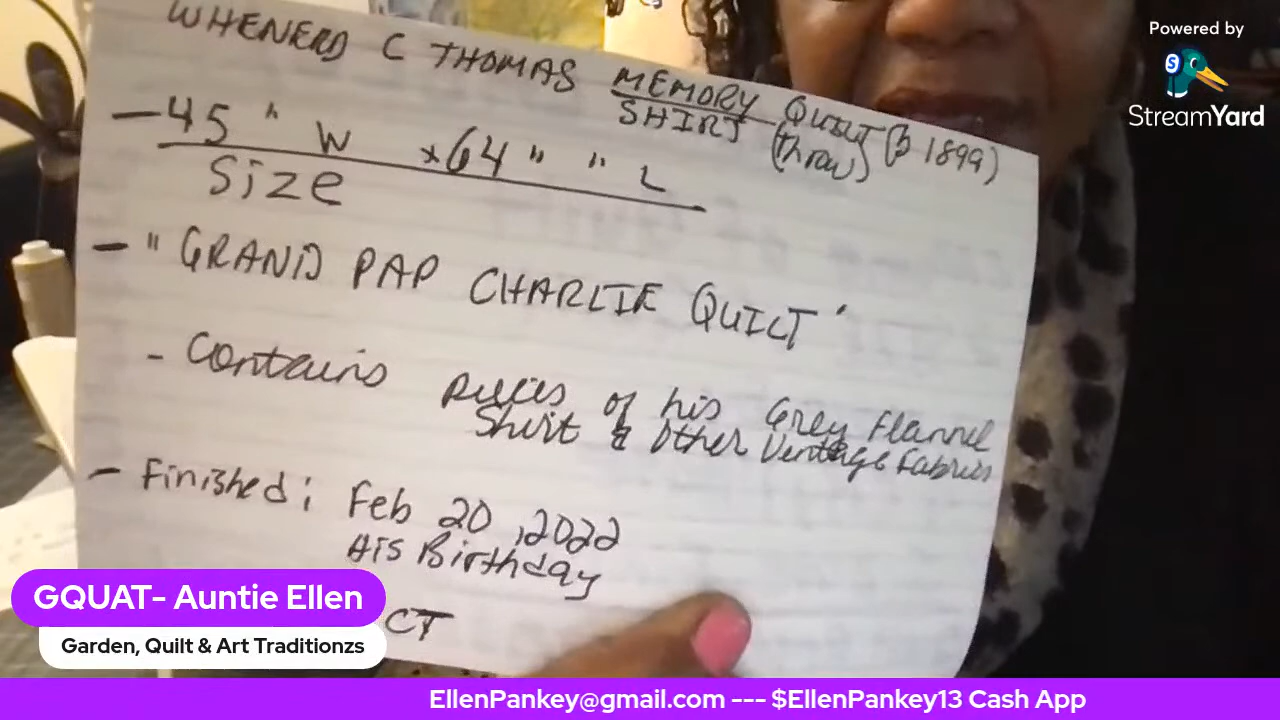 WHENERD C THOMAS MEMORY QUILT (B 1899)
SHIRT (throw)
- 45 " W x 64 " " L
Size
- " GRAND PAP CHARLIE QUILT '
- Contains pieces of his Grey Flannel
Shirt & Other Vintage Fabrics
- Finished: Feb 20, 2022
His Birthday
CT
Powered by
StreamYard
GQUAT- Auntie Ellen
Garden, Quilt & Art Traditionzs
EllenPankey@gmail.com --- $EllenPankey13 Cash App